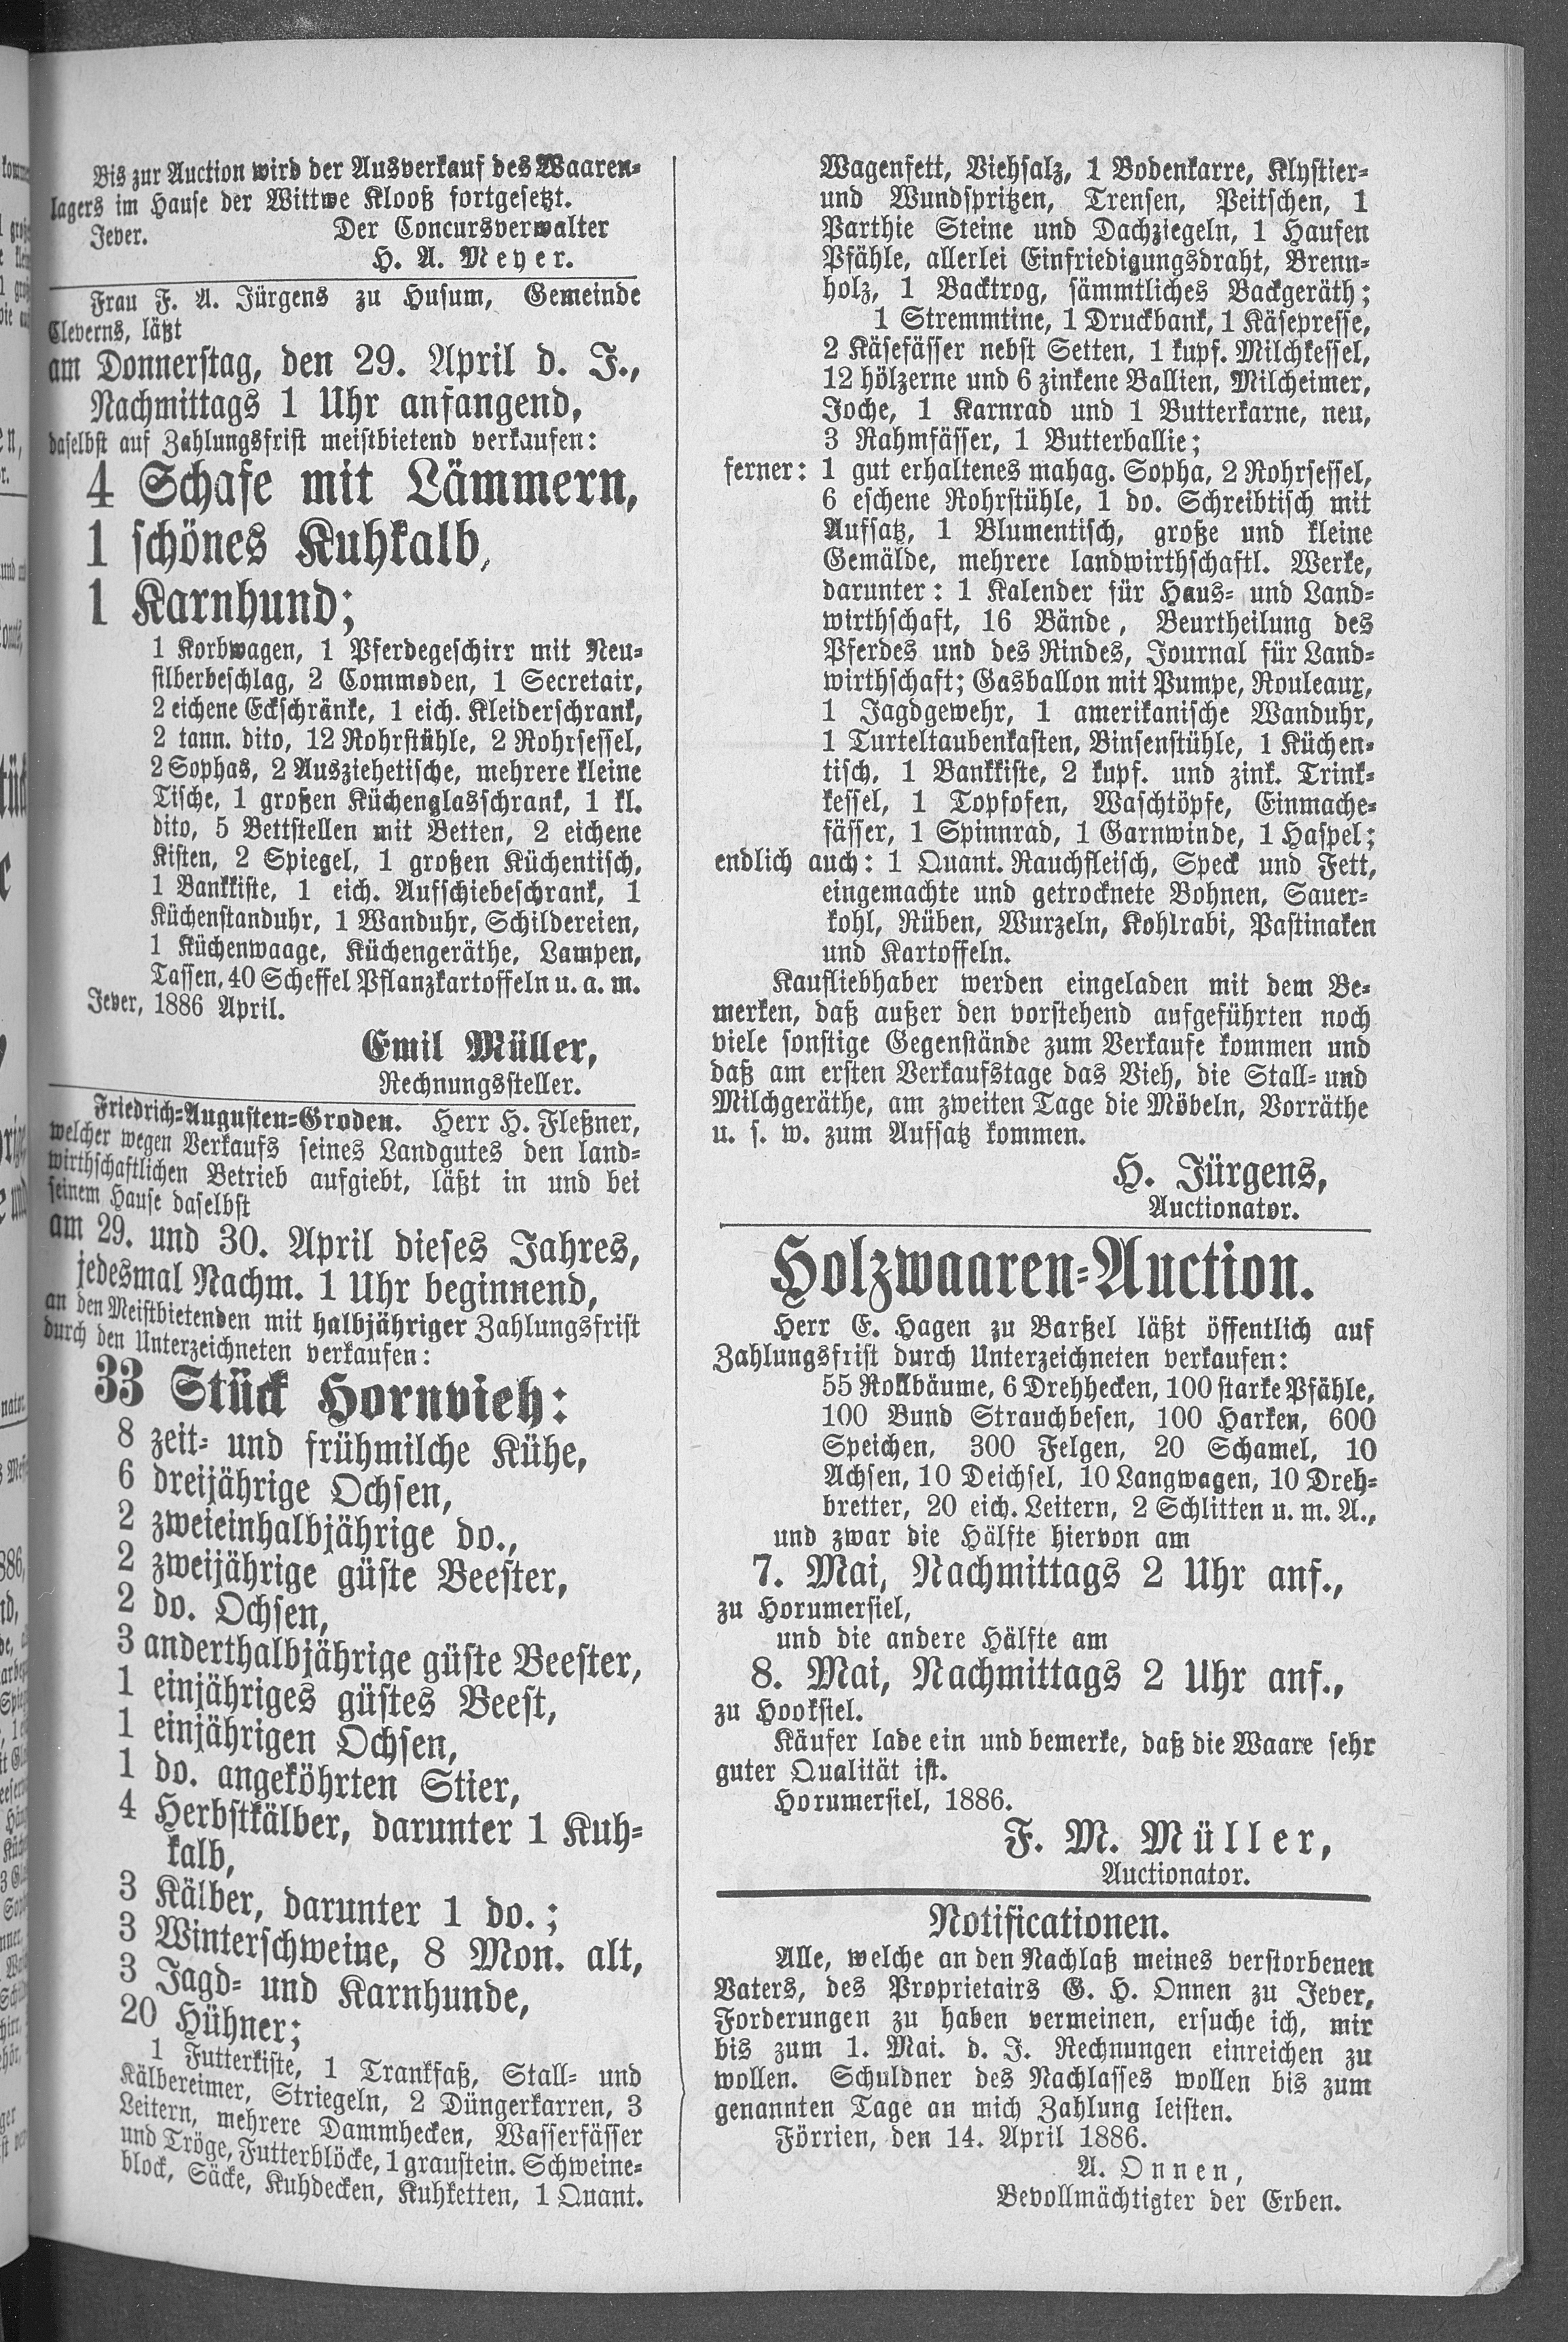 Bis zur Auction wird der Ausverkauf des Waaren-
lagers im Hause der Wittwe Klooß fortgesetzt.
Jever. Der Concursverwalter
H. A. Meyer.
Frau F. A. Jürgens zu Husum, Gemeinde
Cleverns, läßt
am Donnerstag, den 29. April d. J.,
Nachmittags 1 Uhr anfangend,
daselbst auf Zahlungsfrist meistbietend verkaufen:
4 Schafe mit Lämmern,
1 schönes Kuhkalb,
1 Karnhund;
1 Korbwagen, 1 Pferdegeschirr mit Neu-
silberbeschlag, 2 Commoden, 1 Secretair,
2 eichene Eckschränke, 1 eich. Kleiderschrank,
2 tann. dito, 12 Rohrstühle, 2 Rohrsessel,
2 Sophas, 2 Ausziehetische, mehrere kleine
Tische, 1 großen Küchenglasschrank, 1 kl.
dito, 5 Bettstellen mit Betten, 2 eichene
Kisten, 2 Spiegel, 1 großen Küchentisch,
1 Bankkiste, 1 eich. Aufschiebeschrank, 1
Küchenstanduhr, 1 Wanduhr, Schildereien,
1 Küchenwaage, Küchengeräthe, Lampen,
Tassen, 40 Scheffel Pflanzkartoffeln u. a. m.
Jever, 1886 April.
Emil Müller,
Rechnungssteller.
Friedrich-Augusten-Groden. Herr H. Fleßner,
welcher wegen Verkaufs seines Landgutes den land-
wirthschaftlichen Betrieb aufgiebt, läßt in und bei
seinem Hause daselbst
am 29. und 30. April dieses Jahres,
jedesmal Nachm. 1 Uhr beginnend,
an den Meistbietenden mit halbjähriger Zahlungsfrist
durch den Unterzeichneten verkaufen:
33 Stück Hornvieh:
8 zeit- und frühmilche Kühe,
6 dreijährige Ochsen,
2 zweieinhalbjährige do.,
2 zweijährige güste Beester,
2 do. Ochsen,
3 anderthalbjährige güste Beester,
1 einjähriges güstes Beest,
1 einjährigen Ochsen,
1 do. angeköhrten Stier,
4 Herbstkälber, darunter 1 Kuh-
kalb,
3 Kälber, darunter 1 do.;
3 Winterschweine, 8 Mon. alt,
3 Jagd- und Karnhunde,
20 Hühner;
1 Futterkiste, 1 Trankfaß, Stall- und
Kälbereimer, Striegeln, 2 Düngerkarren, 3
Leitern, mehrere Dammhecken, Wasserfässer
und Tröge, Futterblöcke, 1 graustein. Schweine-
block, Säcke, Kuhdecken, Kuhketten, 1 Quant.
Wagenfett, Viehsalz, 1 Bodenkarre, Klystier-
und Wundspritzen, Trensen, Peitschen, 1
Parthie Steine und Dachziegeln, 1 Haufen
Pfähle, allerlei Einfriedigungsdraht, Brenn-
holz, 1 Backtrog, sämmtliches Backgeräth;
1 Stremmtine, 1 Druckbank, 1 Käsepresse,
2 Käsefässer nebst Setten, 1 kupf. Milchkessel,
12 hölzerne und 6 zinkene Ballien, Milcheimer,
Joche, 1 Karnrad und 1 Butterkarne, neu,
3 Rahmfässer, 1 Butterballie;
ferner: 1 gut erhaltenes mahag. Sopha, 2 Rohrsessel,
6 eschene Rohrstühle, 1 do. Schreibtisch mit
Aufsatz, 1 Blumentisch, große und kleine
Gemälde, mehrere landwirthschaftl. Werke,
darunter: 1 Kalender für Haus- und Land-
wirthschaft, 16 Bände, Beurtheilung des
Pferdes und des Rindes, Journal für Land-
wirthschaft; Gasballon mit Pumpe, Rouleaux,
1 Jagdgewehr, 1 amerikanische Wanduhr,
1 Turteltaubenkasten, Binsenstühle, 1 Küchen-
tisch, 1 Bankkiste, 2 kupf. und zink. Trink-
kessel, 1 Topfofen, Waschtöpfe, Einmache-
fässer, 1 Spinnrad, 1 Garnwinde, 1 Haspel;
endlich auch: 1 Quant. Rauchfleisch, Speck und Fett,
eingemachte und getrocknete Bohnen, Sauer-
kohl, Rüben, Wurzeln, Kohlrabi, Pastinaken
und Kartoffeln.
Kaufliebhaber werden eingeladen mit dem Be-
merken, daß außer den vorstehend aufgeführten noch
viele sonstige Gegenstände zum Verkaufe kommen und
daß am ersten Verkaufstage das Vieh, die Stall- und
Milchgeräthe, am zweiten Tage die Möbeln, Vorräthe
u. s. w. zum Aufsatz kommen.
H. Jürgens,
Auctionator.
Holzwaaren-Auction.
Herr E. Hagen zu Barßel läßt öffentlich auf
Zahlungsfrist durch Unterzeichneten verkaufen:
55 Rollbäume, 6 Drehhecken, 100 starke Pfähle,
100 Bund Strauchbesen, 100 Harken, 600
Speichen, 300 Felgen, 20 Schamel, 10
Achsen, 10 Deichsel, 10 Langwagen, 10 Dreh-
bretter, 20 eich. Leitern, 2 Schlitten u. m. A.,
und zwar die Hälfte hiervon am
7. Mai, Nachmittags 2 Uhr anf.,
zu Horumersiel,
und die andere Hälfte am
8. Mai, Nachmittags 2 Uhr anf.,
zu Hooksiel.
Käufer lade ein und bemerke, daß die Waare sehr
guter Qualität ist.
Horumersiel, 1886.
F. M. Müller,
Auctionator.
Notificationen.
Alle, welche an den Nachlaß meines verstorbenen
Vaters, des Proprietairs G. H. Onnen zu Jever,
Forderungen zu haben vermeinen, ersuche ich, mir
bis zum 1. Mai. d. J. Rechnungen einreichen zu
wollen. Schuldner des Nachlasses wollen bis zum
genannten Tage an mich Zahlung leisten.
Förrien, den 14. April 1886.
A. Onnen,
Bevollmächtigter der Erben.